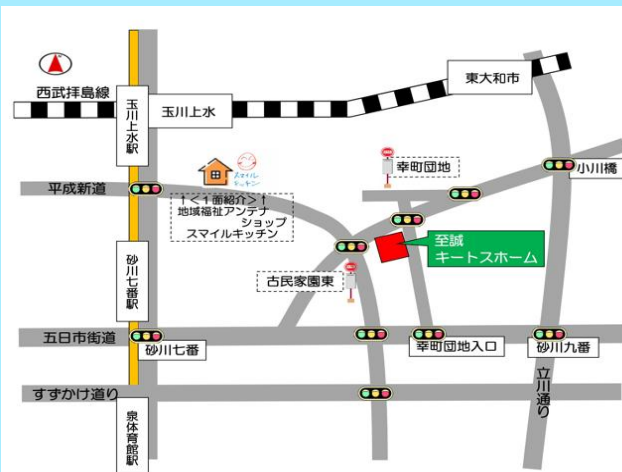 西武拝島線
玉川上水駅
玉川上水
東大和市
平成新道
スマイル
キッチン
↑<1面紹介>↑
地域福祉アンテナ
ショップ
スマイルキッチン
幸町団地
小川橋
至誠
キートスホーム
古民家園東
砂川七番駅
五日市街道
砂川七番
幸町団地入口
砂川九番
立川通り
すずかけ道り
泉体育館駅